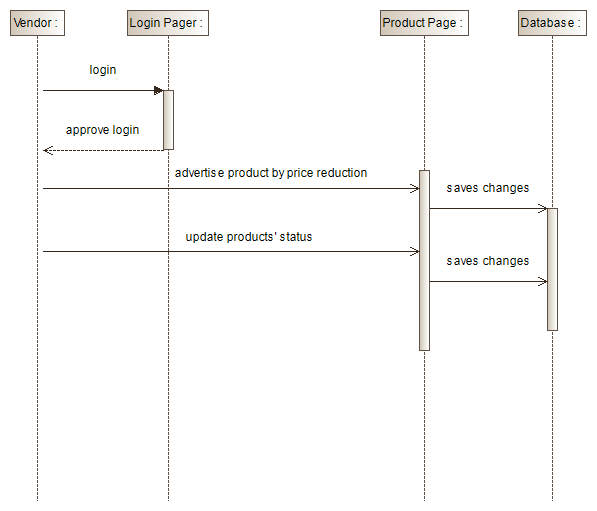 Vendor :
Login Pager :
Product Page :
Database :
login
approve login
advertise product by price reduction
saves changes
update products' status
saves changes